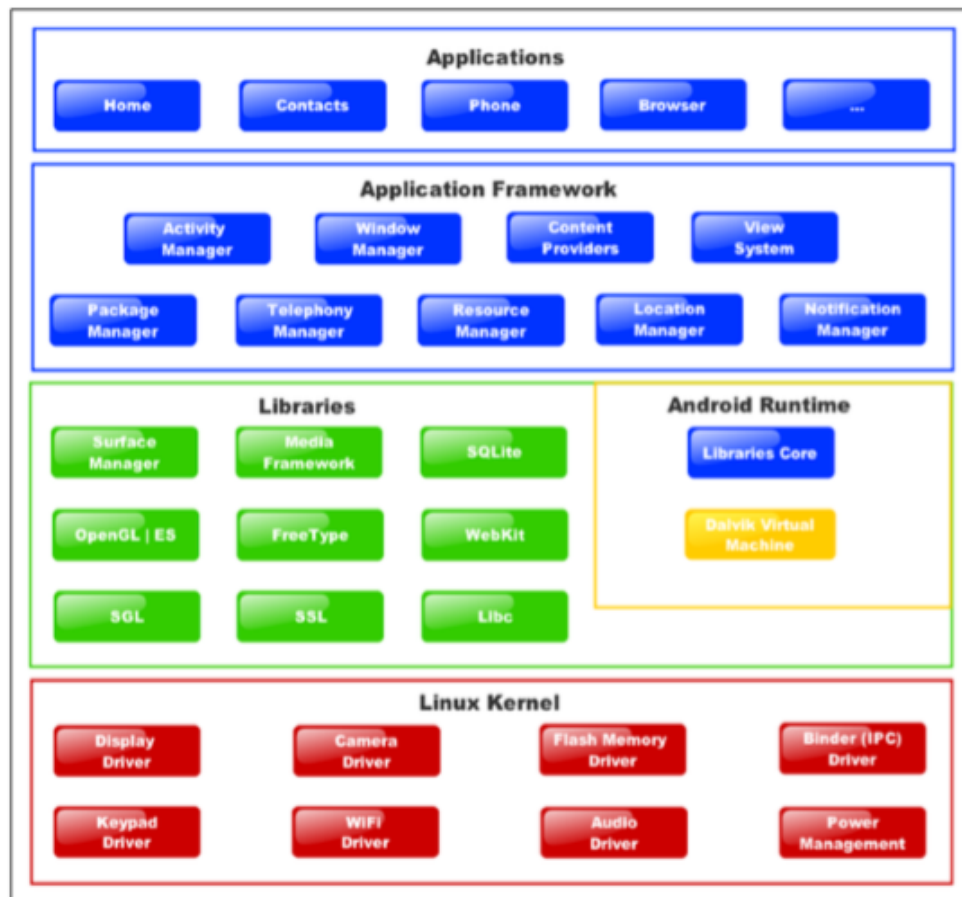 Applications
Home
Contacts
Phone
Browser
...
Application Framework
Activity
Manager
Window
Manager
Content
Providers
View
System
Package
Manager
Telephony
Manager
Resource
Manager
Location
Manager
Notification
Manager
Libraries
Surface
Manager
Media
Framework
SQLite
OpenGL | ES
FreeType
WebKit
SGL
SSL
Libc
Android Runtime
Libraries Core
Dalvik Virtual
Machine
Linux Kernel
Display
Driver
Camera
Driver
Flash Memory
Driver
Binder (IPC)
Driver
Keypad
Driver
WiFi
Driver
Audio
Driver
Power
Management